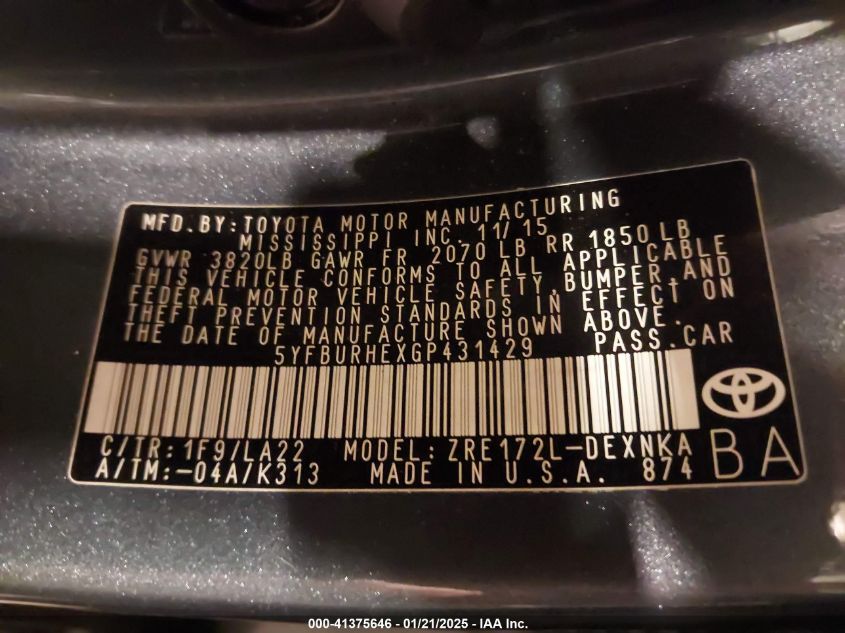 MFD. BY: TOYOTA MOTOR MANUFACTURING
MISSISSIPPI INC. 11/15
GVWR 3820LB GAWR FR 2070 LB RR 1850LB
THIS VEHICLE CONFORMS TO ALL APPLICABLE
FEDERAL MOTOR VEHICLE SAFETY, BUMPER, AND
THEFT PREVENTION STANDARDS IN EFFECT ON
THE DATE OF MANUFACTURE SHOWN ABOVE.
5YFBURHEXGP431429 PASS.CAR
C/TR: 1F9/LA22 MODEL: ZRE172L-DEXNKA
A/TM:-04A/K313 MADE IN U.S.A. 874
BA
000-41375646 / 01/21/2025 - IAA Inc.